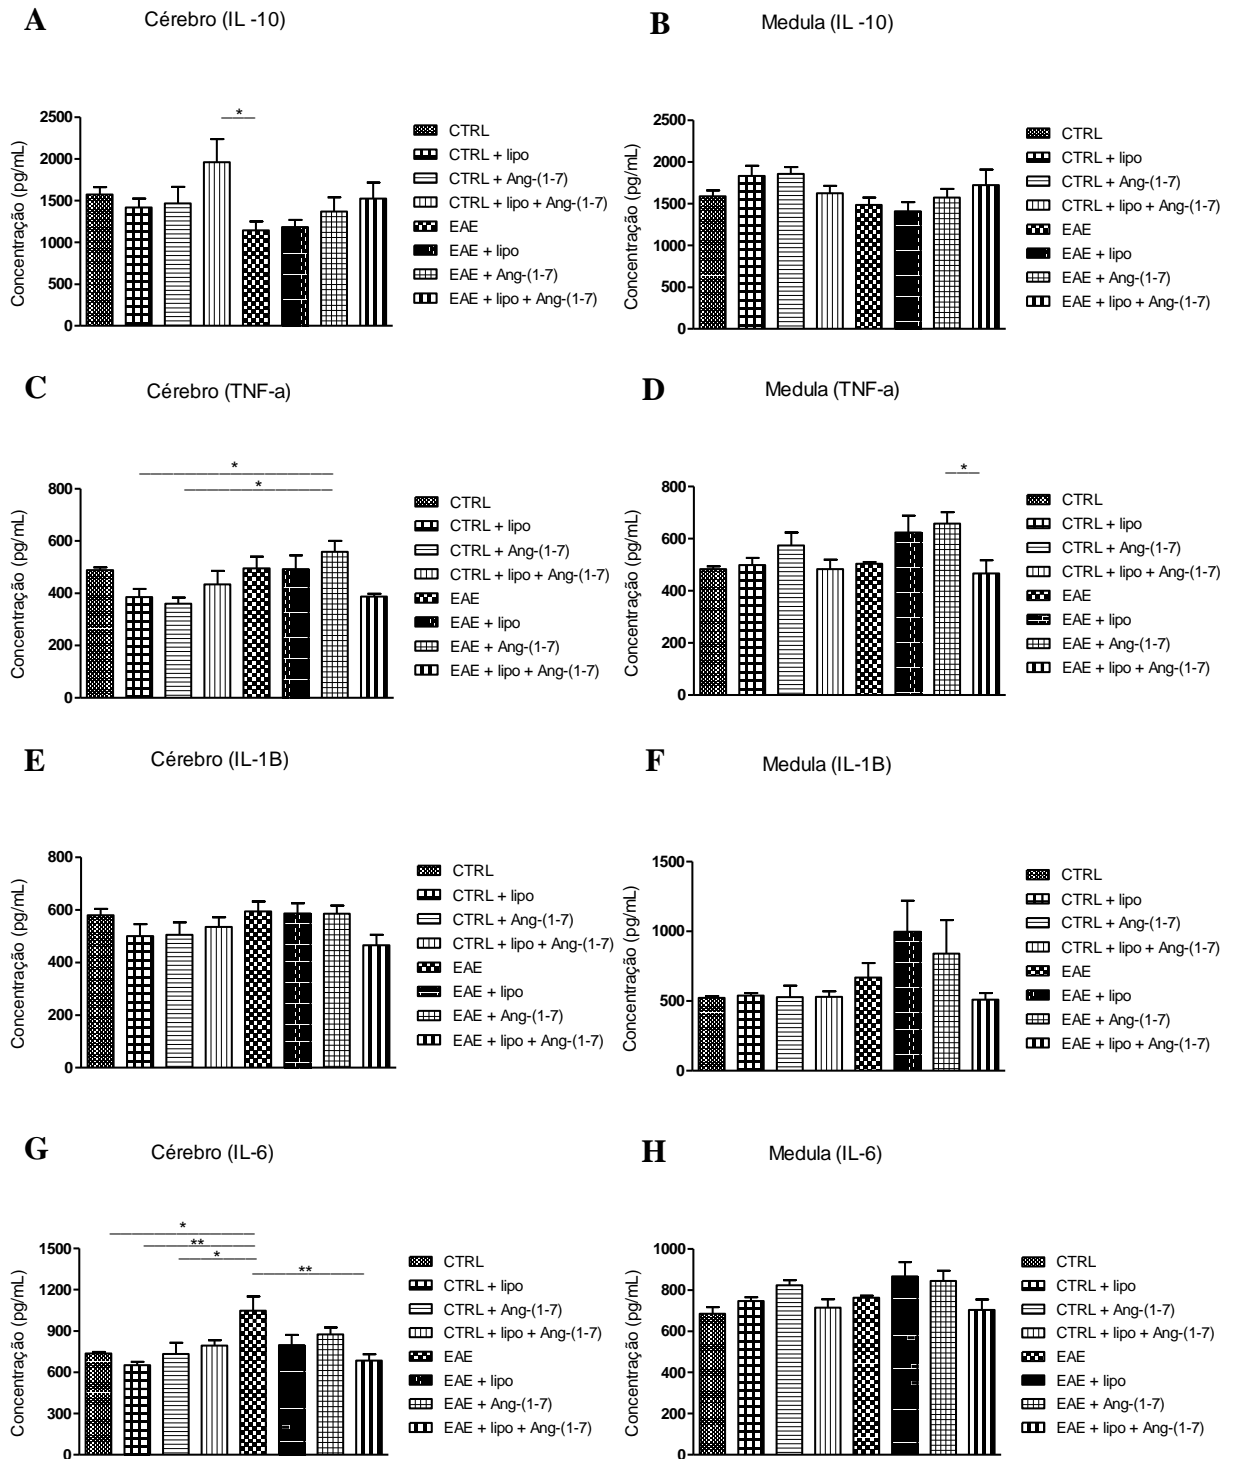 A
Cérebro (IL -10)
Concentração (pg/mL)
2500
2000
1500
1000
500
0
*
CTRL
CTRL + lipo
CTRL + Ang-(1-7)
CTRL + lipo + Ang-(1-7)
EAE
EAE + lipo
EAE + Ang-(1-7)
EAE + lipo + Ang-(1-7)
B
Medula (IL -10)
Concentração (pg/mL)
2500
2000
1500
1000
500
0
CTRL
CTRL + lipo
CTRL + Ang-(1-7)
CTRL + lipo + Ang-(1-7)
EAE
EAE + lipo
EAE + Ang-(1-7)
EAE + lipo + Ang-(1-7)
C
Cérebro (TNF-a)
Concentração (pg/mL)
800
600
400
200
0
*
*
CTRL
CTRL + lipo
CTRL + Ang-(1-7)
CTRL + lipo + Ang-(1-7)
EAE
EAE + lipo
EAE + Ang-(1-7)
EAE + lipo + Ang-(1-7)
D
Medula (TNF-a)
Concentração (pg/mL)
800
600
400
200
0
*
CTRL
CTRL + lipo
CTRL + Ang-(1-7)
CTRL + lipo + Ang-(1-7)
EAE
EAE + lipo
EAE + Ang-(1-7)
EAE + lipo + Ang-(1-7)
E
Cérebro (IL-1B)
Concentração (pg/mL)
800
600
400
200
0
CTRL
CTRL + lipo
CTRL + Ang-(1-7)
CTRL + lipo + Ang-(1-7)
EAE
EAE + lipo
EAE + Ang-(1-7)
EAE + lipo + Ang-(1-7)
F
Medula (IL-1B)
Concentração (pg/mL)
1500
1000
500
0
CTRL
CTRL + lipo
CTRL + Ang-(1-7)
CTRL + lipo + Ang-(1-7)
EAE
EAE + lipo
EAE + Ang-(1-7)
EAE + lipo + Ang-(1-7)
G
Cérebro (IL-6)
Concentração (pg/mL)
1500
1200
900
600
300
0
*
**
*
**
CTRL
CTRL + lipo
CTRL + Ang-(1-7)
CTRL + lipo + Ang-(1-7)
EAE
EAE + lipo
EAE + Ang-(1-7)
EAE + lipo + Ang-(1-7)
H
Medula (IL-6)
Concentração (pg/mL)
1000
800
600
400
200
0
CTRL
CTRL + lipo
CTRL + Ang-(1-7)
CTRL + lipo + Ang-(1-7)
EAE
EAE + lipo
EAE + Ang-(1-7)
EAE + lipo + Ang-(1-7)